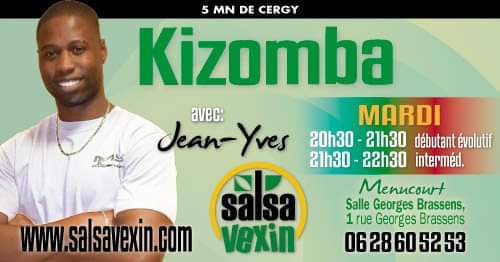 5 MN DE CERGY
Kizomba
avec:
Jean-Yves
MARDI
20h30 - 21h30 débutant évolutif
21h30 - 22h30 interméd.
salsa
vexin
Menucourt
Salle Georges Brassens,
1 rue Georges Brassens
06 28 60 52 53
www.salsavexin.com